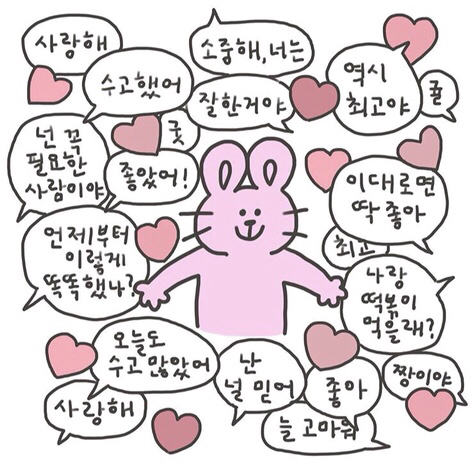 사랑해
소중해, 너는
수고했어
잘한거야
역시
최고야
굳
넌 꼭
필요한
사람이야
좋았어!
이대로면
딱 좋아
언제부터
이렇게
똑똑했나?
최고
나랑
떡볶이
먹을래?
오늘도
수고 많았어
난
널 믿어
좋아
짱이야
사랑해
늘 고마워